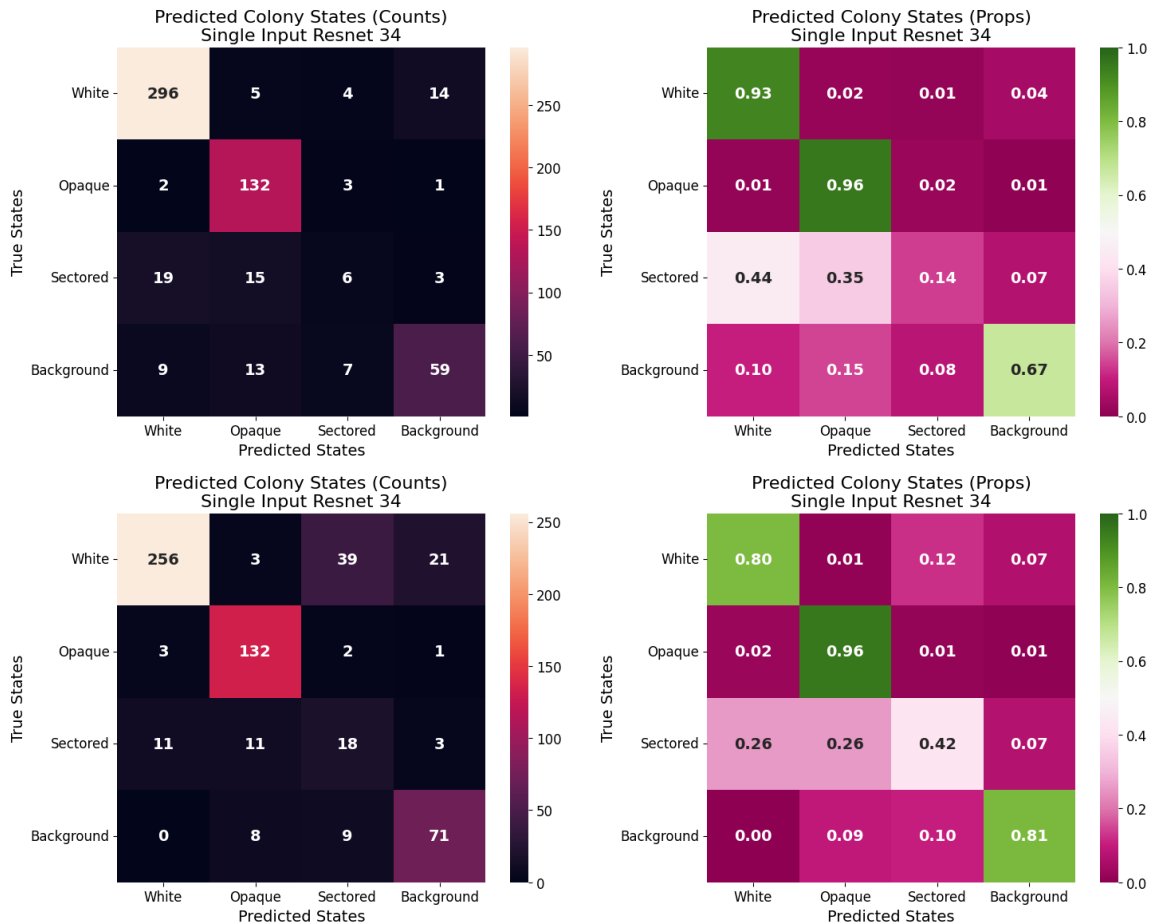 Predicted Colony States (Counts)
Single Input Resnet 34
True States
White
Opaque
Sectored
Background
296 5 4 14
2 132 3 1
19 15 6 3
9 13 7 59
White Opaque Sectored Background
Predicted States
250
200
150
100
50
Predicted Colony States (Props)
Single Input Resnet 34
True States
White
Opaque
Sectored
Background
0.93 0.02 0.01 0.04
0.01 0.96 0.02 0.01
0.44 0.35 0.14 0.07
0.10 0.15 0.08 0.67
White Opaque Sectored Background
Predicted States
1.0
0.8
0.6
0.4
0.2
0.0
Predicted Colony States (Counts)
Single Input Resnet 34
True States
White
Opaque
Sectored
Background
256 3 39 21
3 132 2 1
11 11 18 3
0 8 9 71
White Opaque Sectored Background
Predicted States
250
200
150
100
50
0
Predicted Colony States (Props)
Single Input Resnet 34
True States
White
Opaque
Sectored
Background
0.80 0.01 0.12 0.07
0.02 0.96 0.01 0.01
0.26 0.26 0.42 0.07
0.00 0.09 0.10 0.81
White Opaque Sectored Background
Predicted States
1.0
0.8
0.6
0.4
0.2
0.0